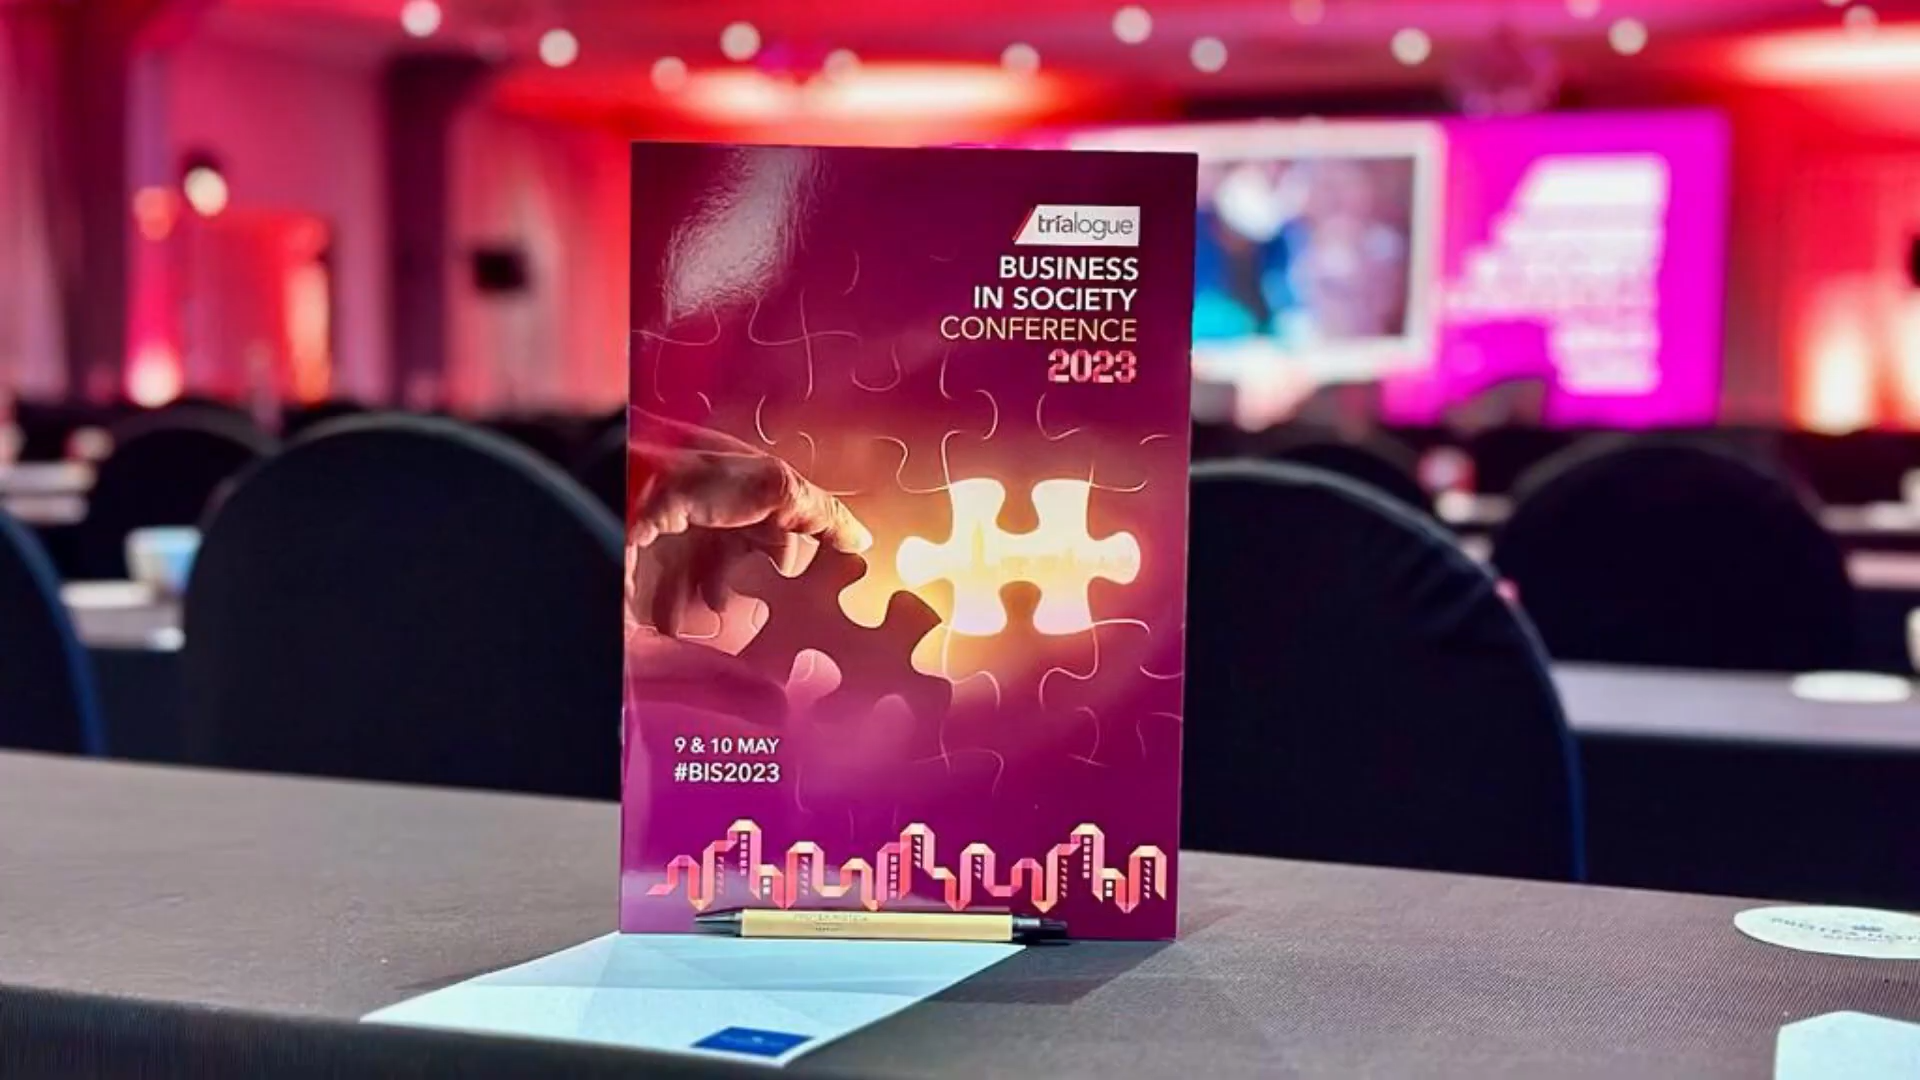 trialogue
BUSINESS
IN SOCIETY
CONFERENCE
2023
9 & 10 MAY
#BIS2023